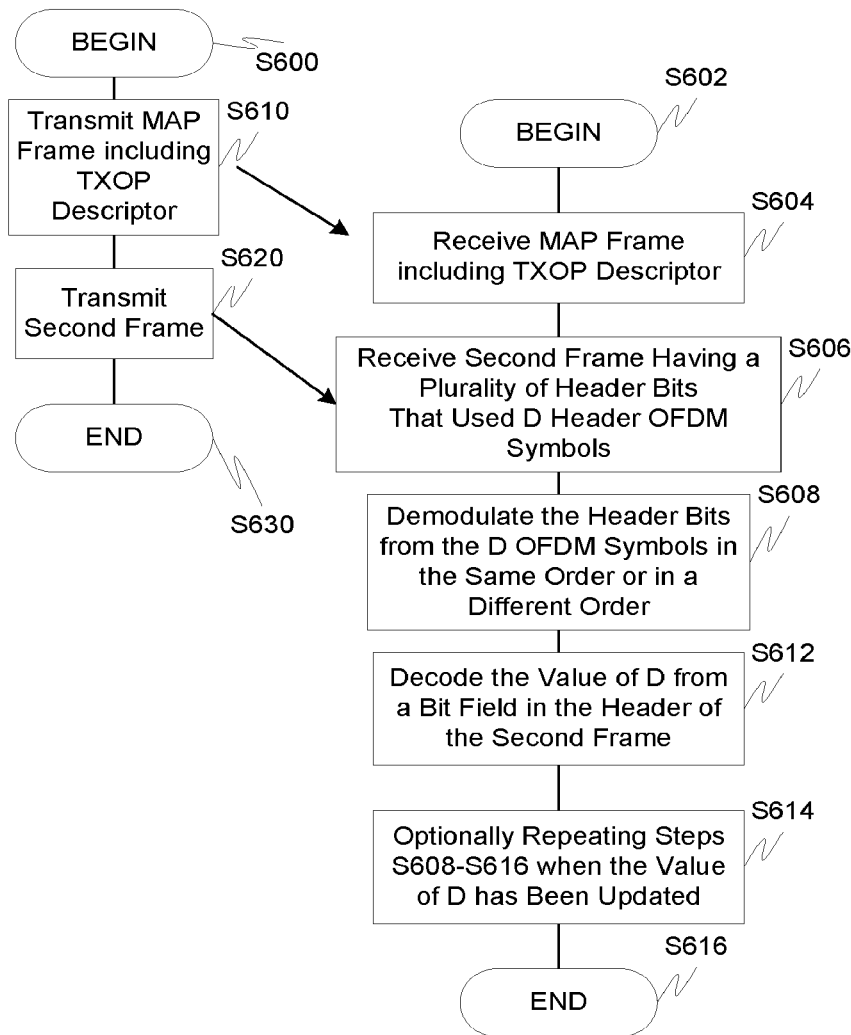 BEGIN
S600
Transmit MAP
Frame including
TXOP
Descriptor
S610
Transmit
Second Frame
S620
END
S630
BEGIN
S602
Receive MAP Frame
including TXOP Descriptor
S604
Receive Second Frame Having a
Plurality of Header Bits
That Used D Header OFDM
Symbols
S606
Demodulate the Header Bits
from the D OFDM Symbols in
the Same Order or in a
Different Order
S608
Decode the Value of D from
a Bit Field in the Header of
the Second Frame
S612
Optionally Repeating Steps
S608-S616 when the Value
of D has Been Updated
S614
END
S616